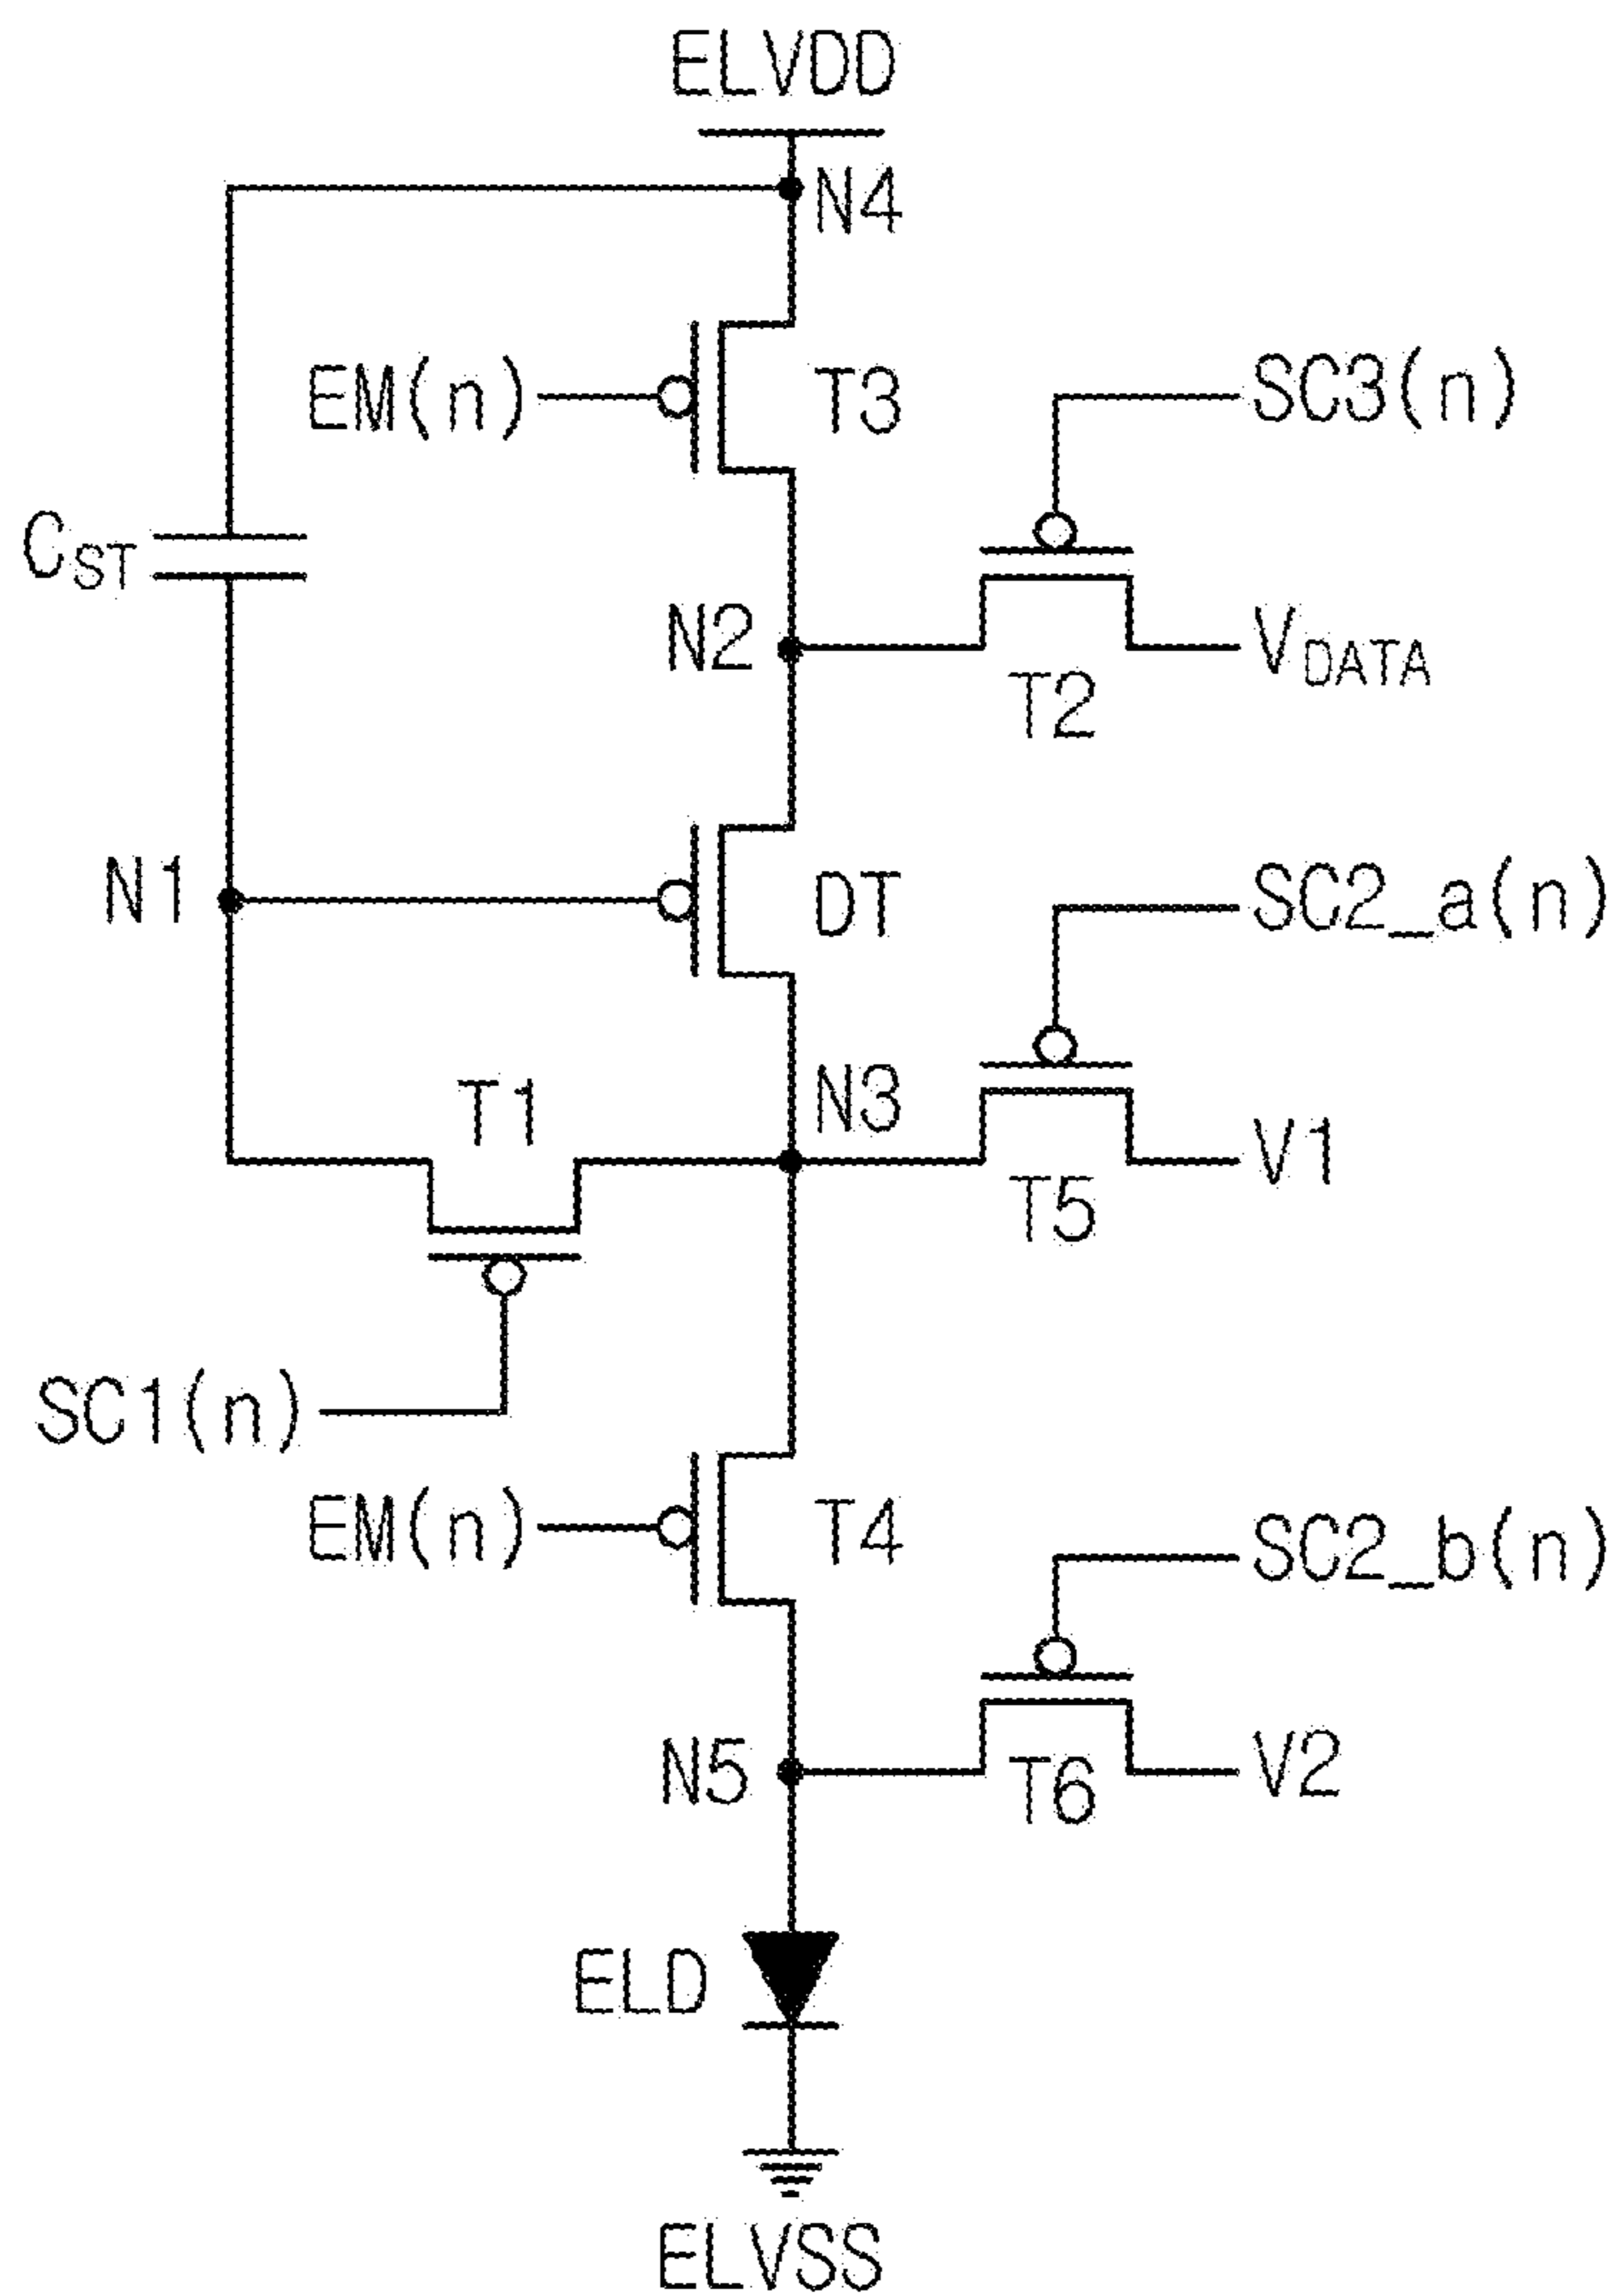 ELVDD
N4
EM(n)
T3
SC3(n)
CST
N2
VDATA
T2
N1
DT
SC2_a(n)
T1
N3
V1
T5
SC1(n)
EM(n)
T4
SC2_b(n)
N5
V2
T6
ELD
ELVSS